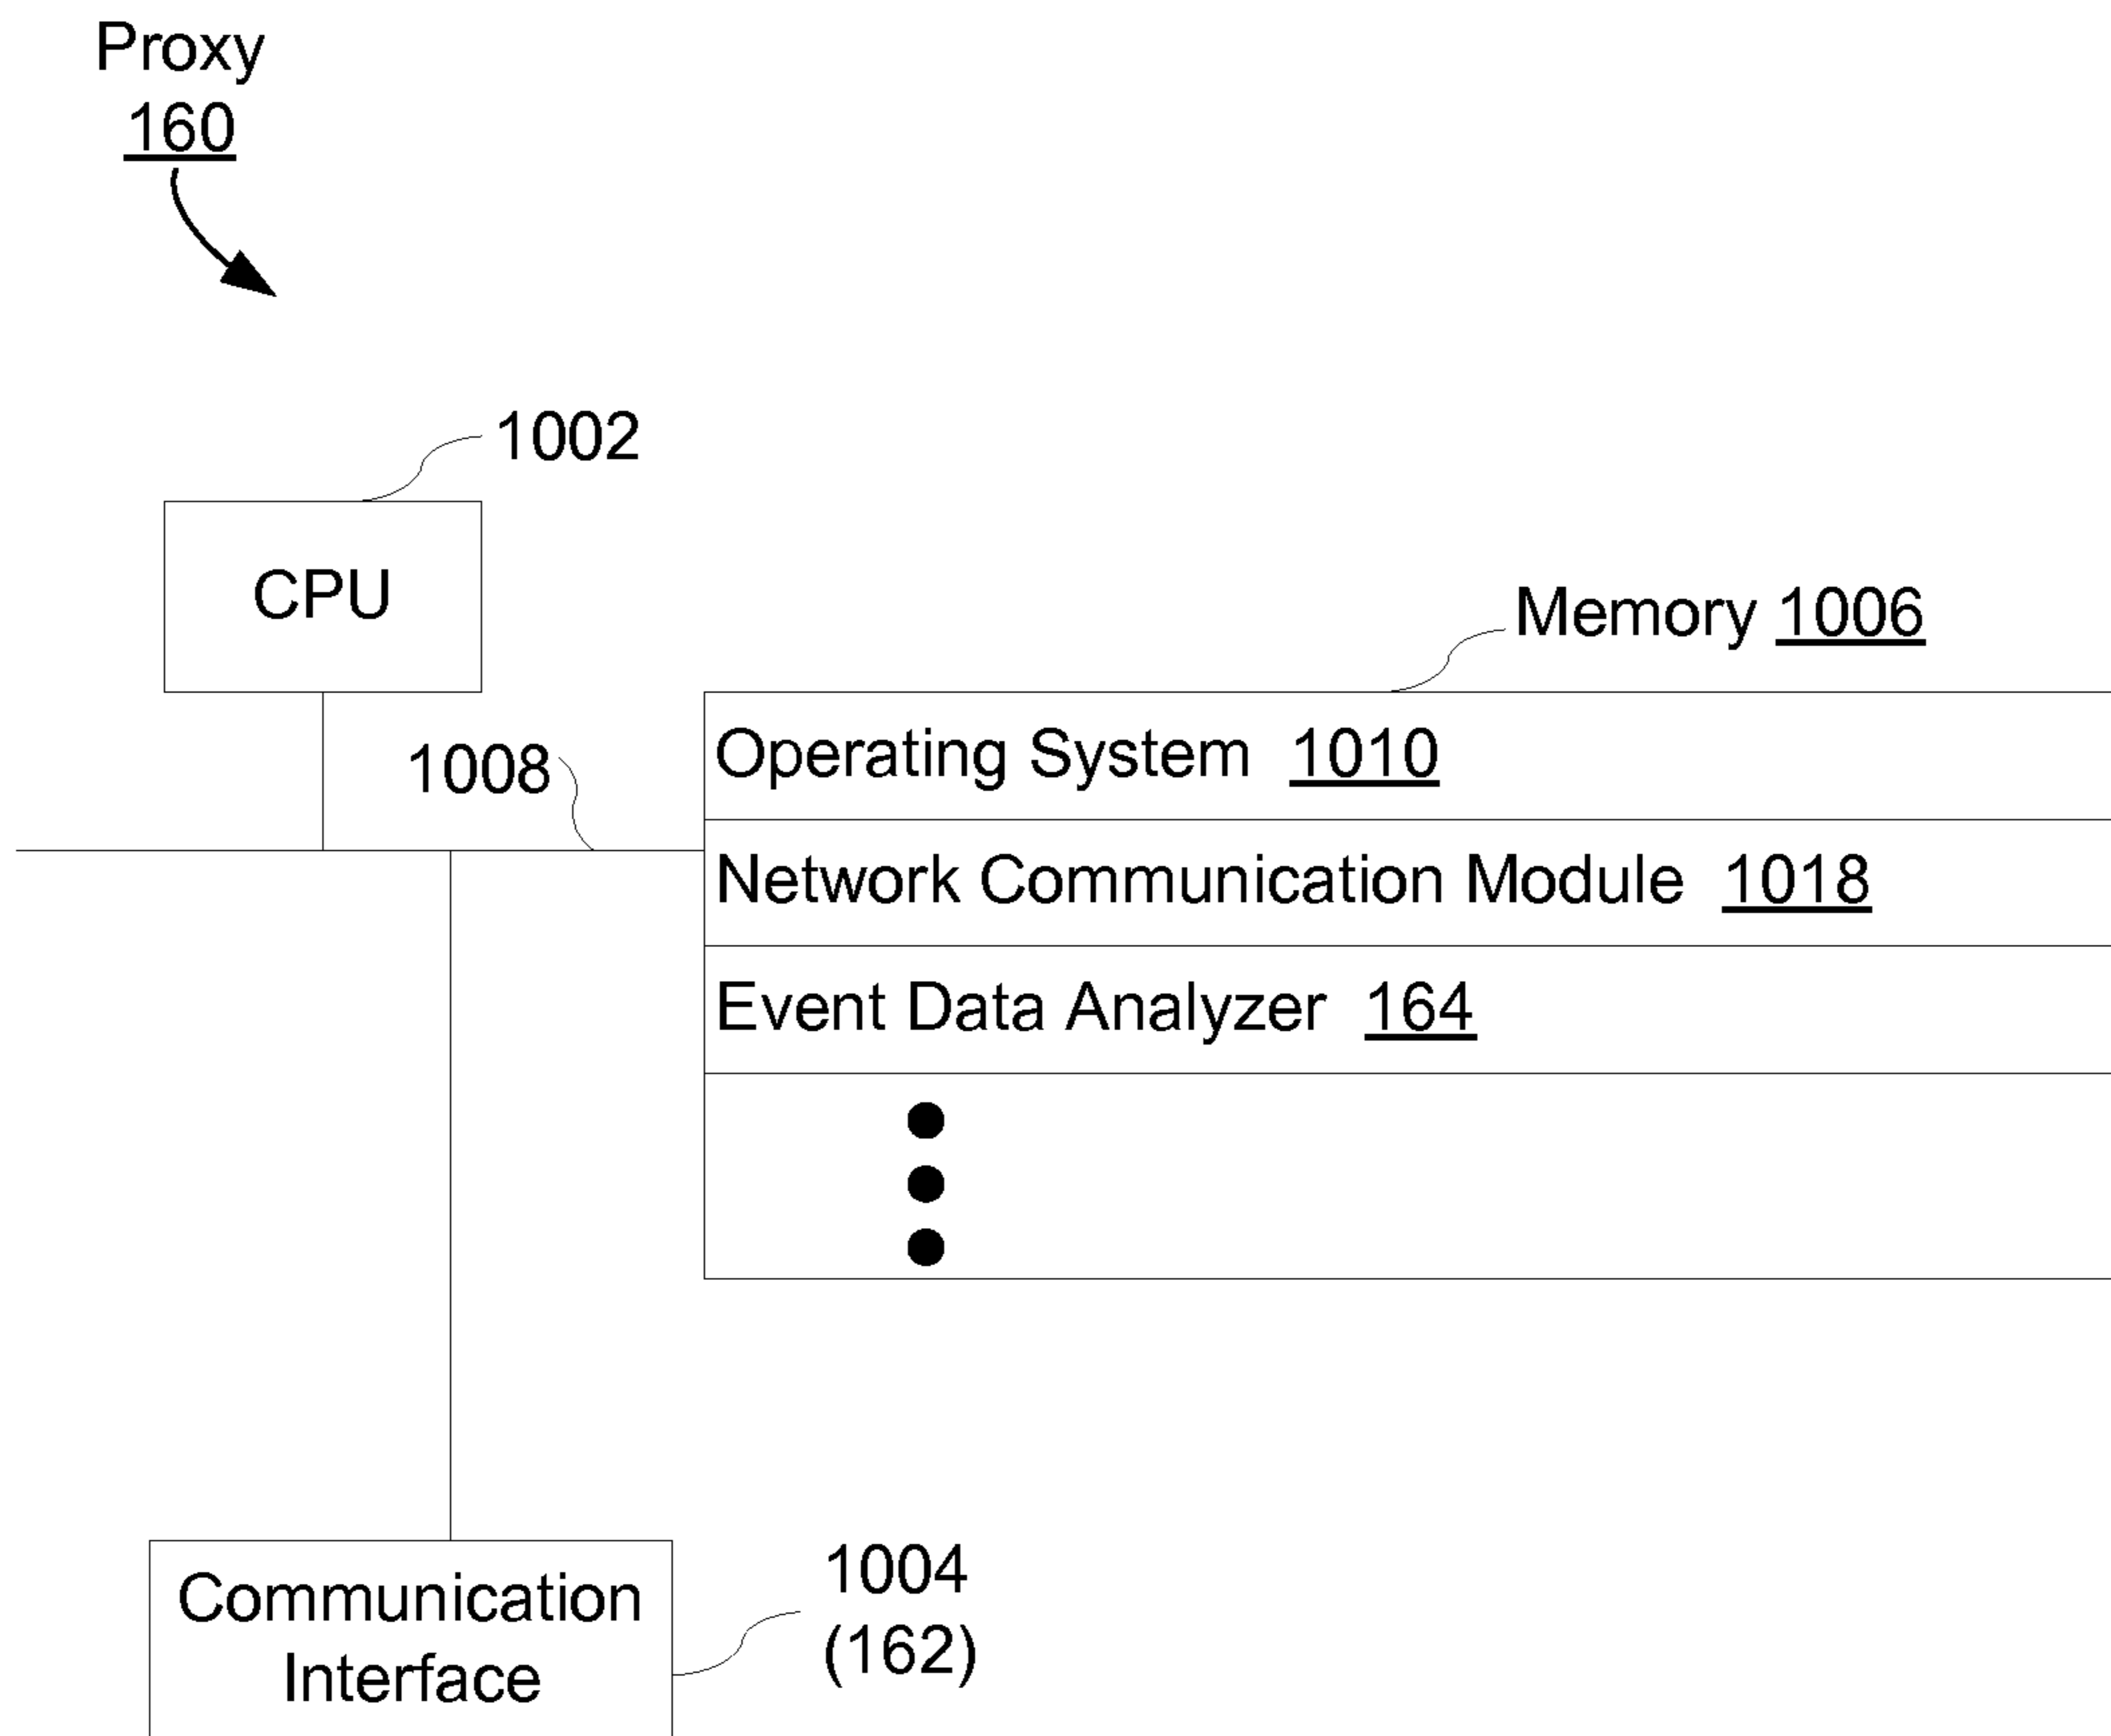 Proxy
160
1002
CPU
Memory 1006
1008
Operating System 1010
Network Communication Module 1018
Event Data Analyzer 164
Communication
Interface
1004
(162)